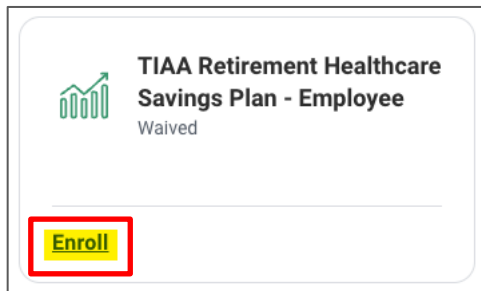 TIAA Retirement Healthcare
Savings Plan - Employee
Waived
Enroll